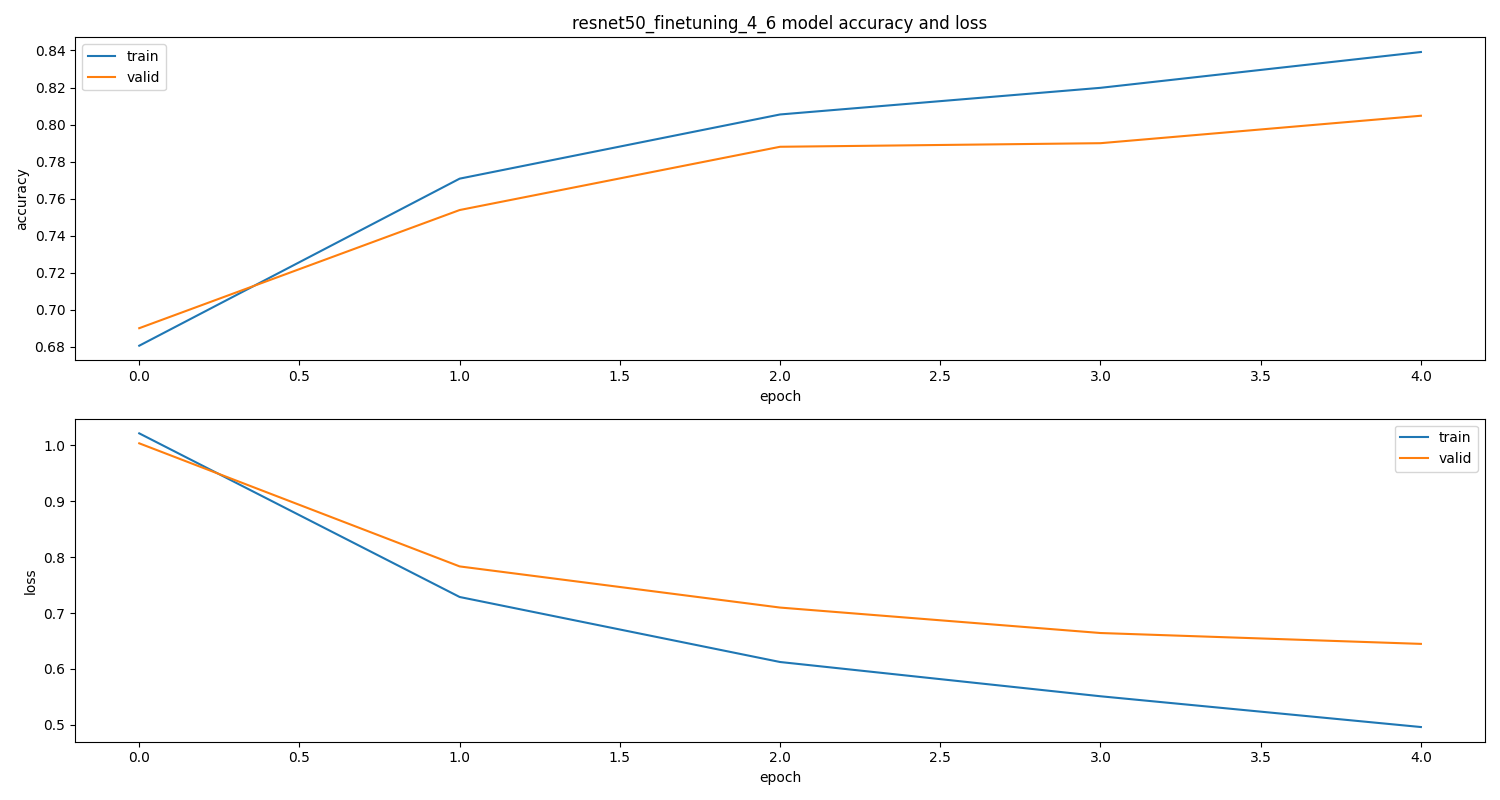 resnet50_finetuning_4_6 model accuracy and loss
train
valid
accuracy
0.84
0.82
0.80
0.78
0.76
0.74
0.72
0.70
0.68
0.0 0.5 1.0 1.5 2.0 2.5 3.0 3.5 4.0
epoch
train
valid
loss
1.0
0.9
0.8
0.7
0.6
0.5
0.0 0.5 1.0 1.5 2.0 2.5 3.0 3.5 4.0
epoch